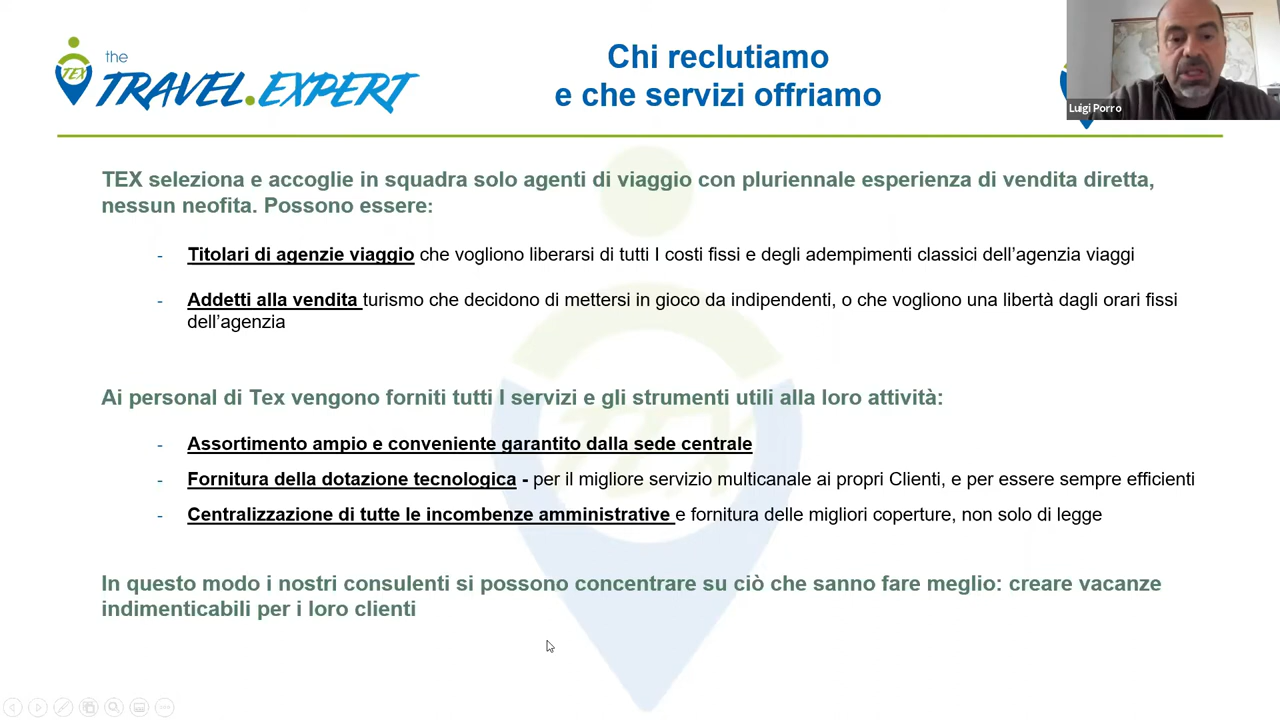 the
TEX
TRAVEL.EXPERT
Chi reclutiamo
e che servizi offriamo
Luigi Porro
TEX seleziona e accoglie in squadra solo agenti di viaggio con pluriennale esperienza di vendita diretta,
nessun neofita. Possono essere:
- Titolari di agenzie viaggio che vogliono liberarsi di tutti I costi fissi e degli adempimenti classici dell’agenzia viaggi
- Addetti alla vendita turismo che decidono di mettersi in gioco da indipendenti, o che vogliono una libertà dagli orari fissi
dell’agenzia
Ai personal di Tex vengono forniti tutti I servizi e gli strumenti utili alla loro attività:
- Assortimento ampio e conveniente garantito dalla sede centrale
- Fornitura della dotazione tecnologica - per il migliore servizio multicanale ai propri Clienti, e per essere sempre efficienti
- Centralizzazione di tutte le incombenze amministrative e fornitura delle migliori coperture, non solo di legge
TEX
In questo modo i nostri consulenti si possono concentrare su ciò che sanno fare meglio: creare vacanze
indimenticabili per i loro clienti